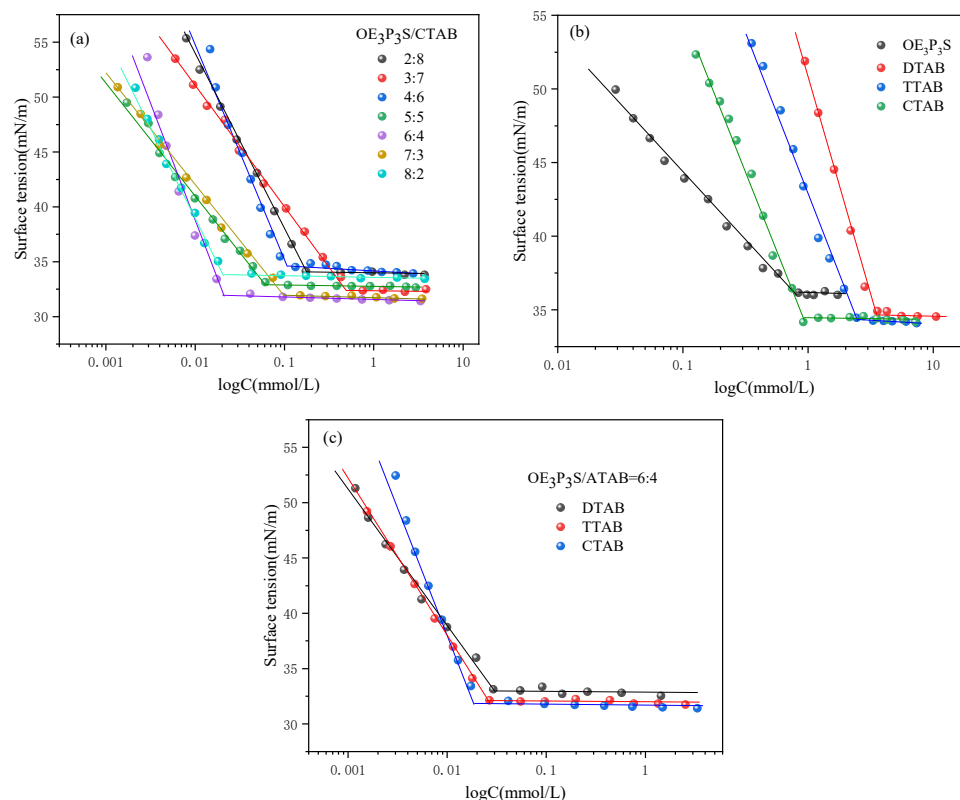 (a)
OE₃P₃S/CTAB
2:8
3:7
4:6
5:5
6:4
7:3
8:2
55
50
45
40
35
30
Surface tension(mN/m)
0.001 0.01 0.1 1 10
logC(mmol/L)
(b)
OE₃P₃S
DTAB
TTAB
CTAB
55
50
45
40
35
30
Surface tension(mN/m)
0.01 0.1 1 10
logC(mmol/L)
(c)
OE₃P₃S/ATAB=6:4
DTAB
TTAB
CTAB
55
50
45
40
35
30
Surface tension(mN/m)
0.001 0.01 0.1 1
logC(mmol/L)